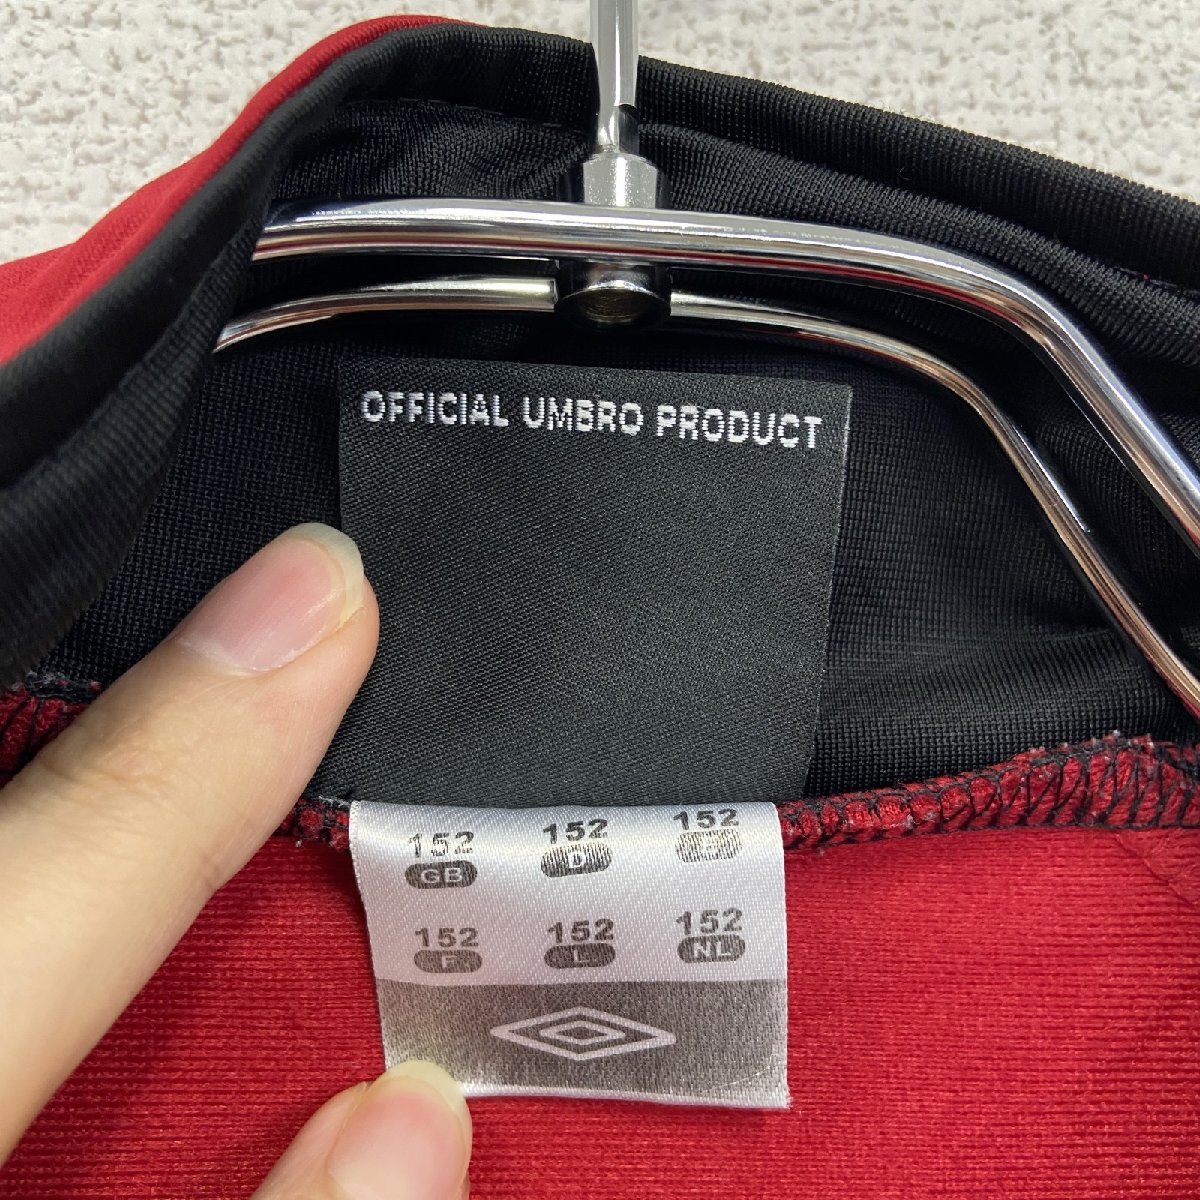 OFFICIAL UMBRO PRODUCT
152 152 152
GB D E
152 152 152
F L NL